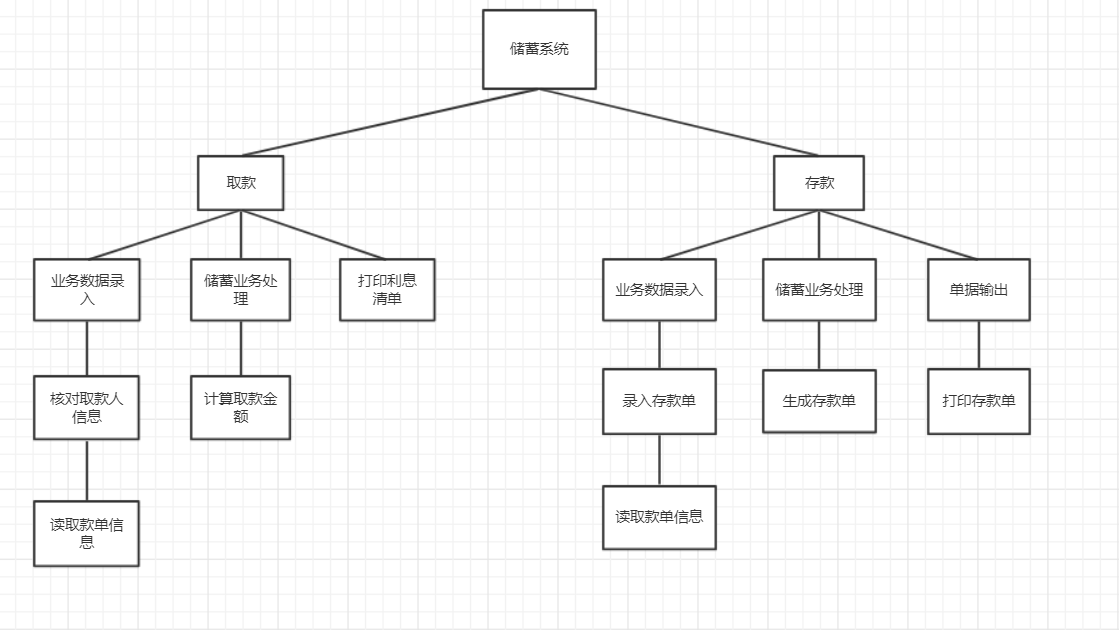 储蓄系统
取款
存款
业务数据录
入
储蓄业务处
理
打印利息
清单
业务数据录入
储蓄业务处理
单据输出
核对取款人
信息
计算取款金
额
录入存款单
生成存款单
打印存款单
读取款单信
息
读取款单信息